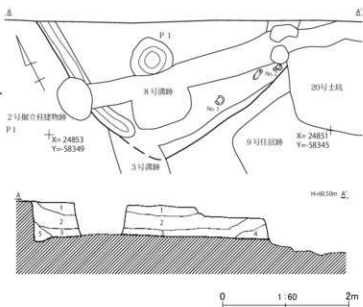 A
A'
P 1
No.2
8号溝跡
No.1
20号土坑
2号掘立柱建物跡
P1
X= 24853
Y=-58349
3号溝跡
9号住居跡
X= 24851
Y=-58345
A
H=68.50m A'
1
2
3
5
1
2
3
4
0 1:60 2m